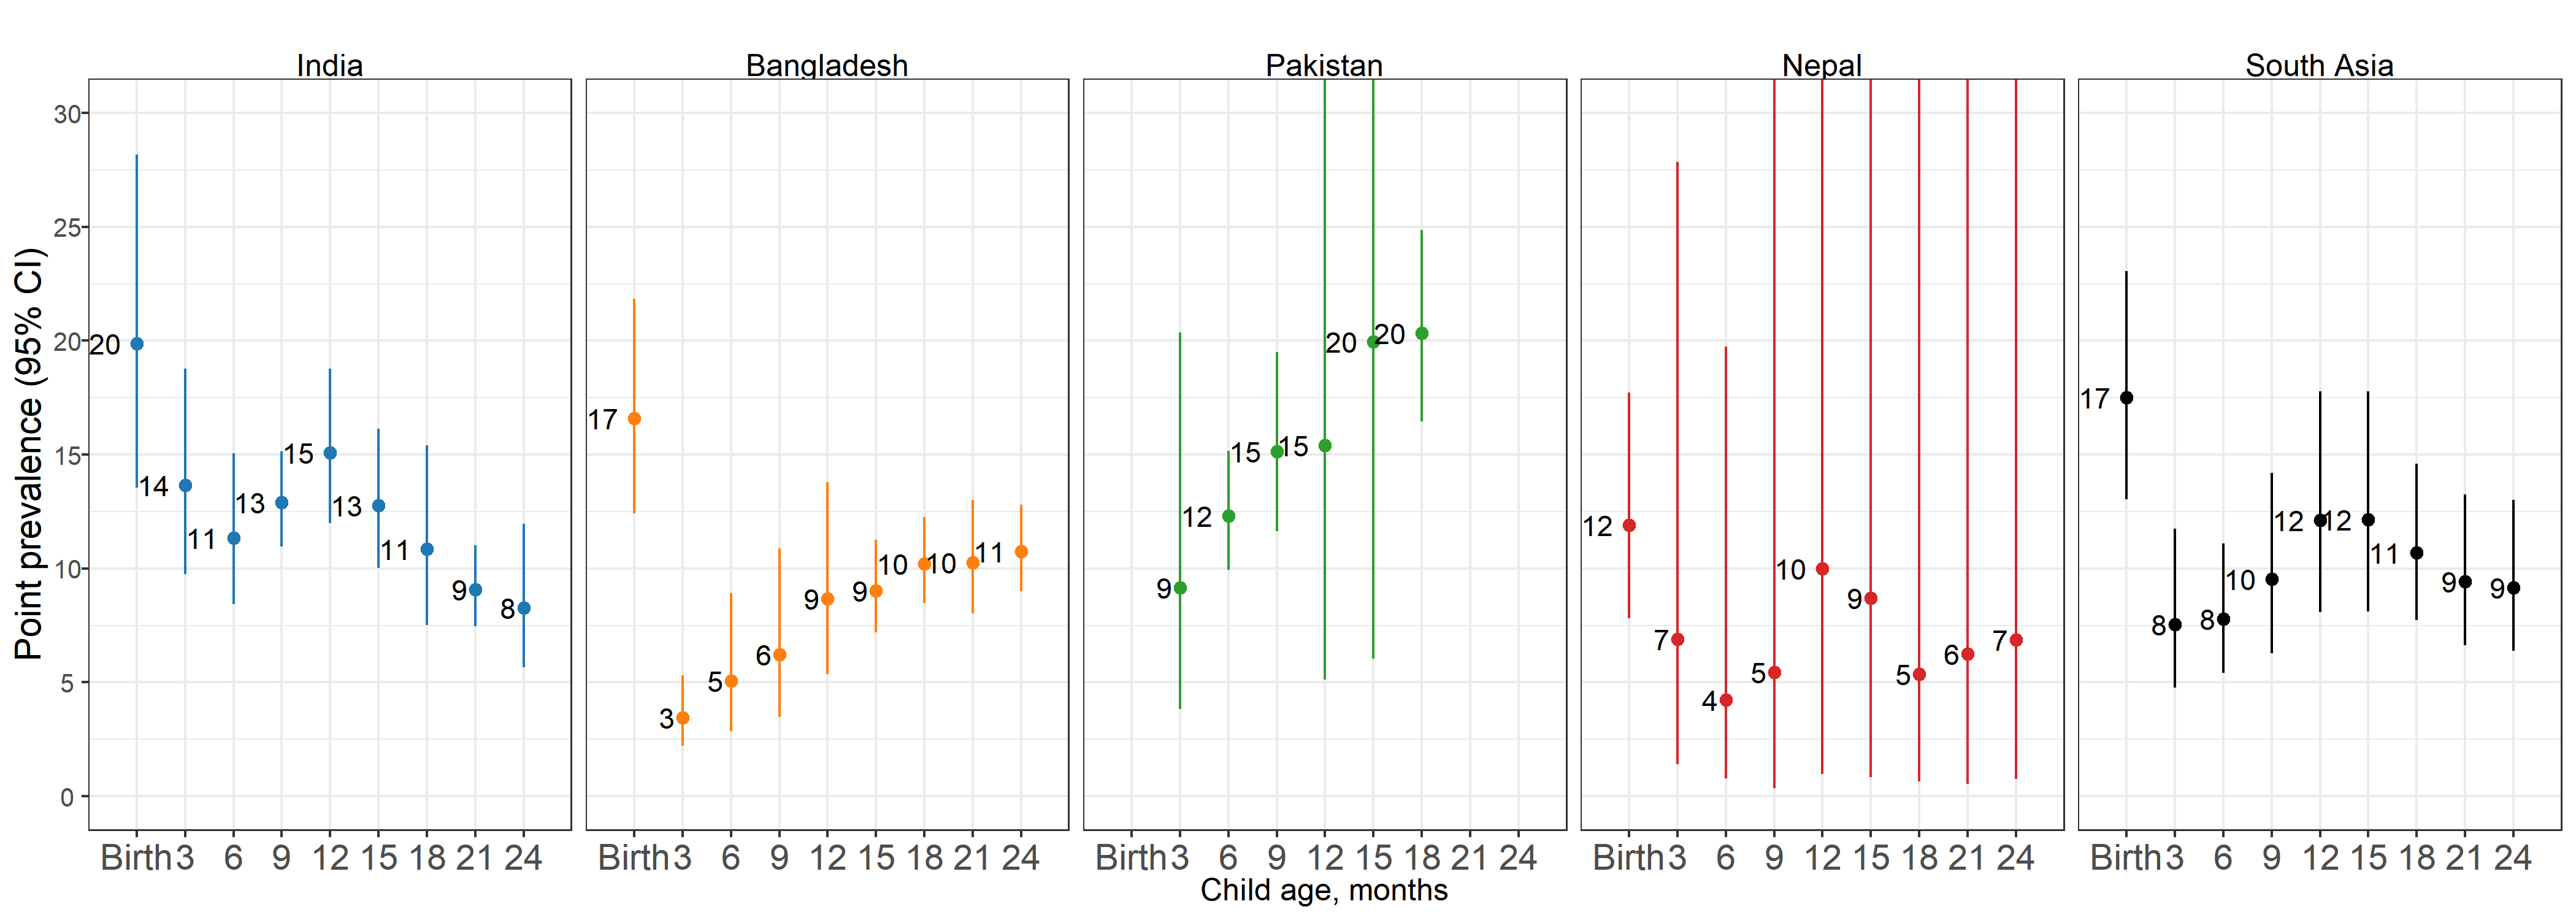 India Bangladesh Pakistan Nepal South Asia
Point prevalence (95% CI)
30
25
20
15
10
5
0
20 14 11 13 15 13 11 9 8
17 3 5 6 9 9 10 10 11
9 12 15 15 20 20
12 7 4 5 10 9 5 6 7
17 8 8 10 12 12 11 9 9
Birth 3 6 9 12 15 18 21 24
Birth 3 6 9 12 15 18 21 24
Birth 3 6 9 12 15 18 21 24
Birth 3 6 9 12 15 18 21 24
Birth 3 6 9 12 15 18 21 24
Child age, months